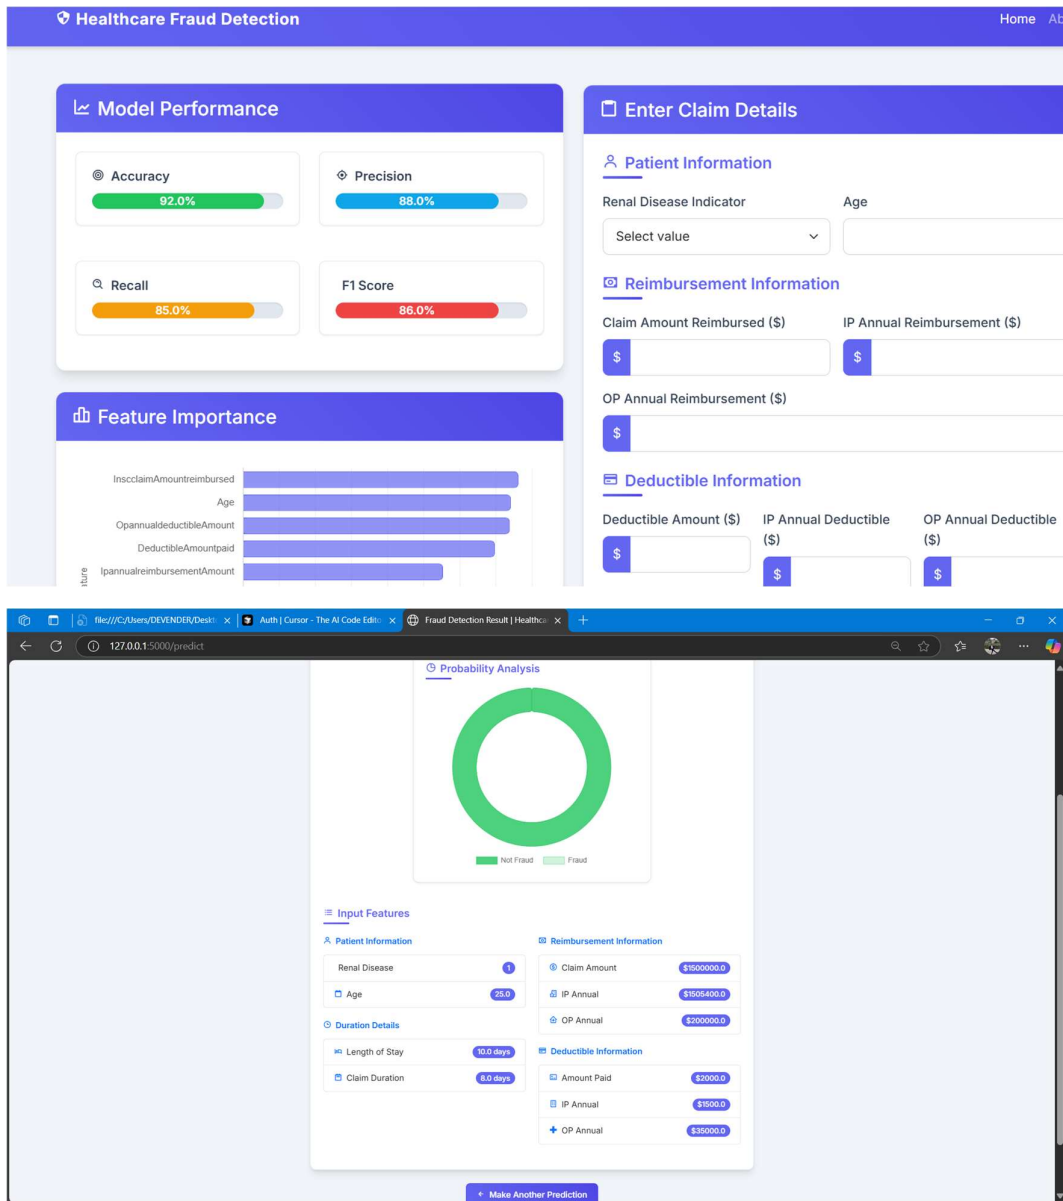 Healthcare Fraud Detection
Home
Model Performance
Accuracy
92.0%
Precision
88.0%
Recall
85.0%
F1 Score
86.0%
Feature Importance
InscclaimAmountreimbursed
Age
OpannualdeductibleAmount
DeductibleAmountpaid
IpannualreimbursementAmount
Enter Claim Details
Patient Information
Renal Disease Indicator
Select value
Age
Reimbursement Information
Claim Amount Reimbursed ($)
$
IP Annual Reimbursement ($)
$
OP Annual Reimbursement ($)
$
Deductible Information
Deductible Amount ($)
$
IP Annual Deductible
($)
$
OP Annual Deductible
($)
$
file:///C:/Users/DEVENDER/Deskt
Auth | Cursor - The AI Code Edito
Fraud Detection Result | Healthca
127.0.0.1:5000/predict
Probability Analysis
Not Fraud
Fraud
Input Features
Patient Information
Renal Disease 1
Age 25.0
Duration Details
Length of Stay 10.0 days
Claim Duration 8.0 days
Reimbursement Information
Claim Amount $1500000.0
IP Annual $1505400.0
OP Annual $200000.0
Deductible Information
Amount Paid $2000.0
IP Annual $1500.0
OP Annual $35000.0
Make Another Prediction